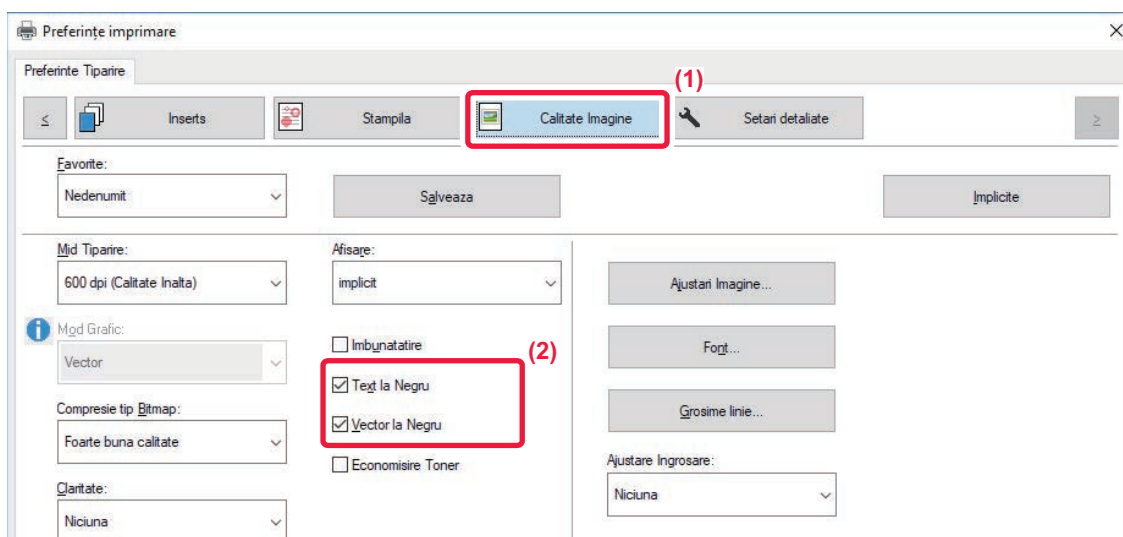 Preferințe imprimare
Preferinte Tiparire
(1)
≤ Inserts Stampila Calitate Imagine Setari detaliate ≥
Favorite:
Nedenumit Salveaza Implicite
Mid Tiparire: Afisare:
600 dpi (Calitate Inalta) implicit Ajustari Imagine...
Mod Grafic:
Vector
Imbunatatire (2) Font...
Text la Negru
Compresie tip Bitmap: Vector la Negru Grosime linie...
Foarte buna calitate
Economisire Toner Ajustare Ingrosare:
Claritate:
Niciuna Niciuna